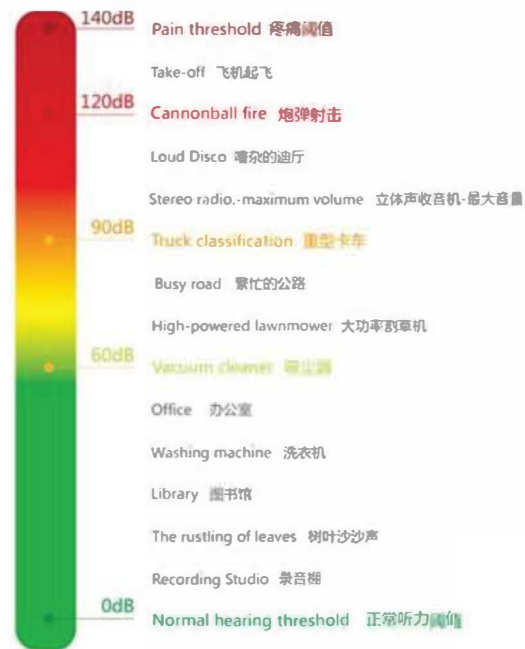 140dB
Pain threshold 疼痛阈值
Take-off 飞机起飞
120dB
Cannonball fire 炮弹射击
Loud Disco 嘈杂的迪厅
Stereo radio.-maximum volume 立体声收音机-最大音量
90dB
Truck classification 重型卡车
Busy road 繁忙的公路
High-powered lawnmower 大功率割草机
60dB
Vacuum cleaner 吸尘器
Office 办公室
Washing machine 洗衣机
Library 图书馆
The rustling of leaves 树叶沙沙声
Recording Studio 录音棚
0dB
Normal hearing threshold 正常听力阈值